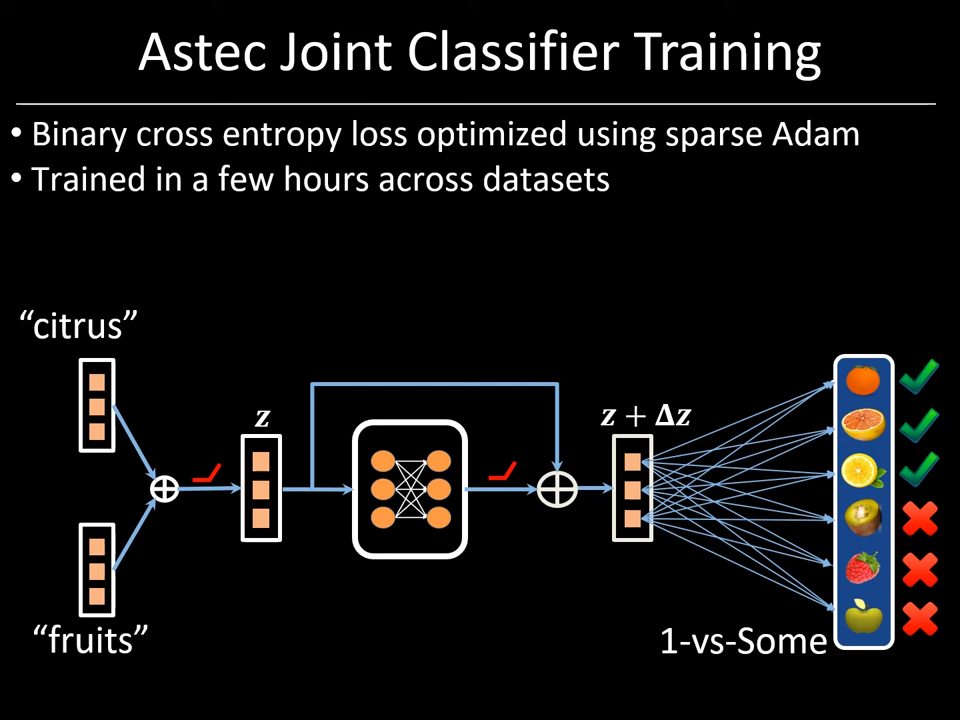 Astec Joint Classifier Training
• Binary cross entropy loss optimized using sparse Adam
• Trained in a few hours across datasets
“citrus”
z
z + Δz
“fruits”
1-vs-Some